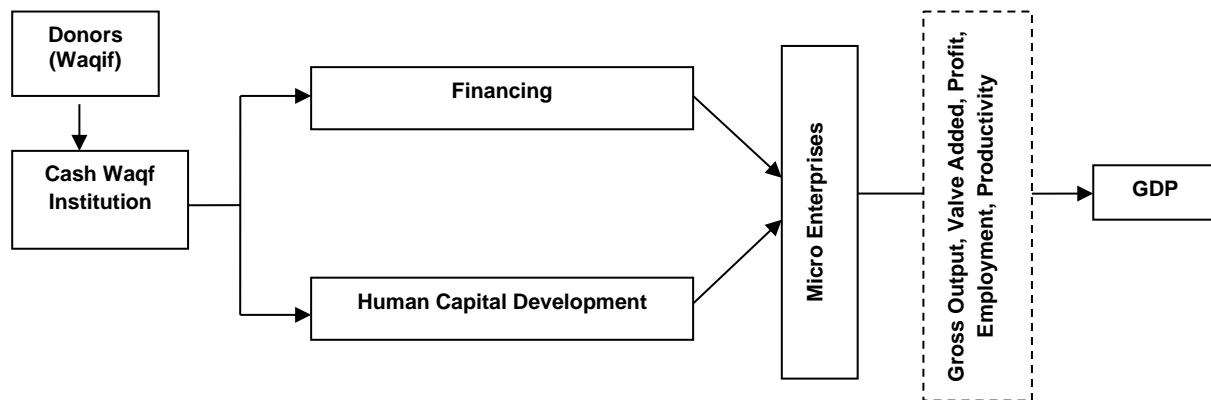 Donors
(Waqif)
Cash Waqf
Institution
Financing
Human Capital Development
Micro Enterprises
Gross Output, Valve Added, Profit,
Employment, Productivity
GDP